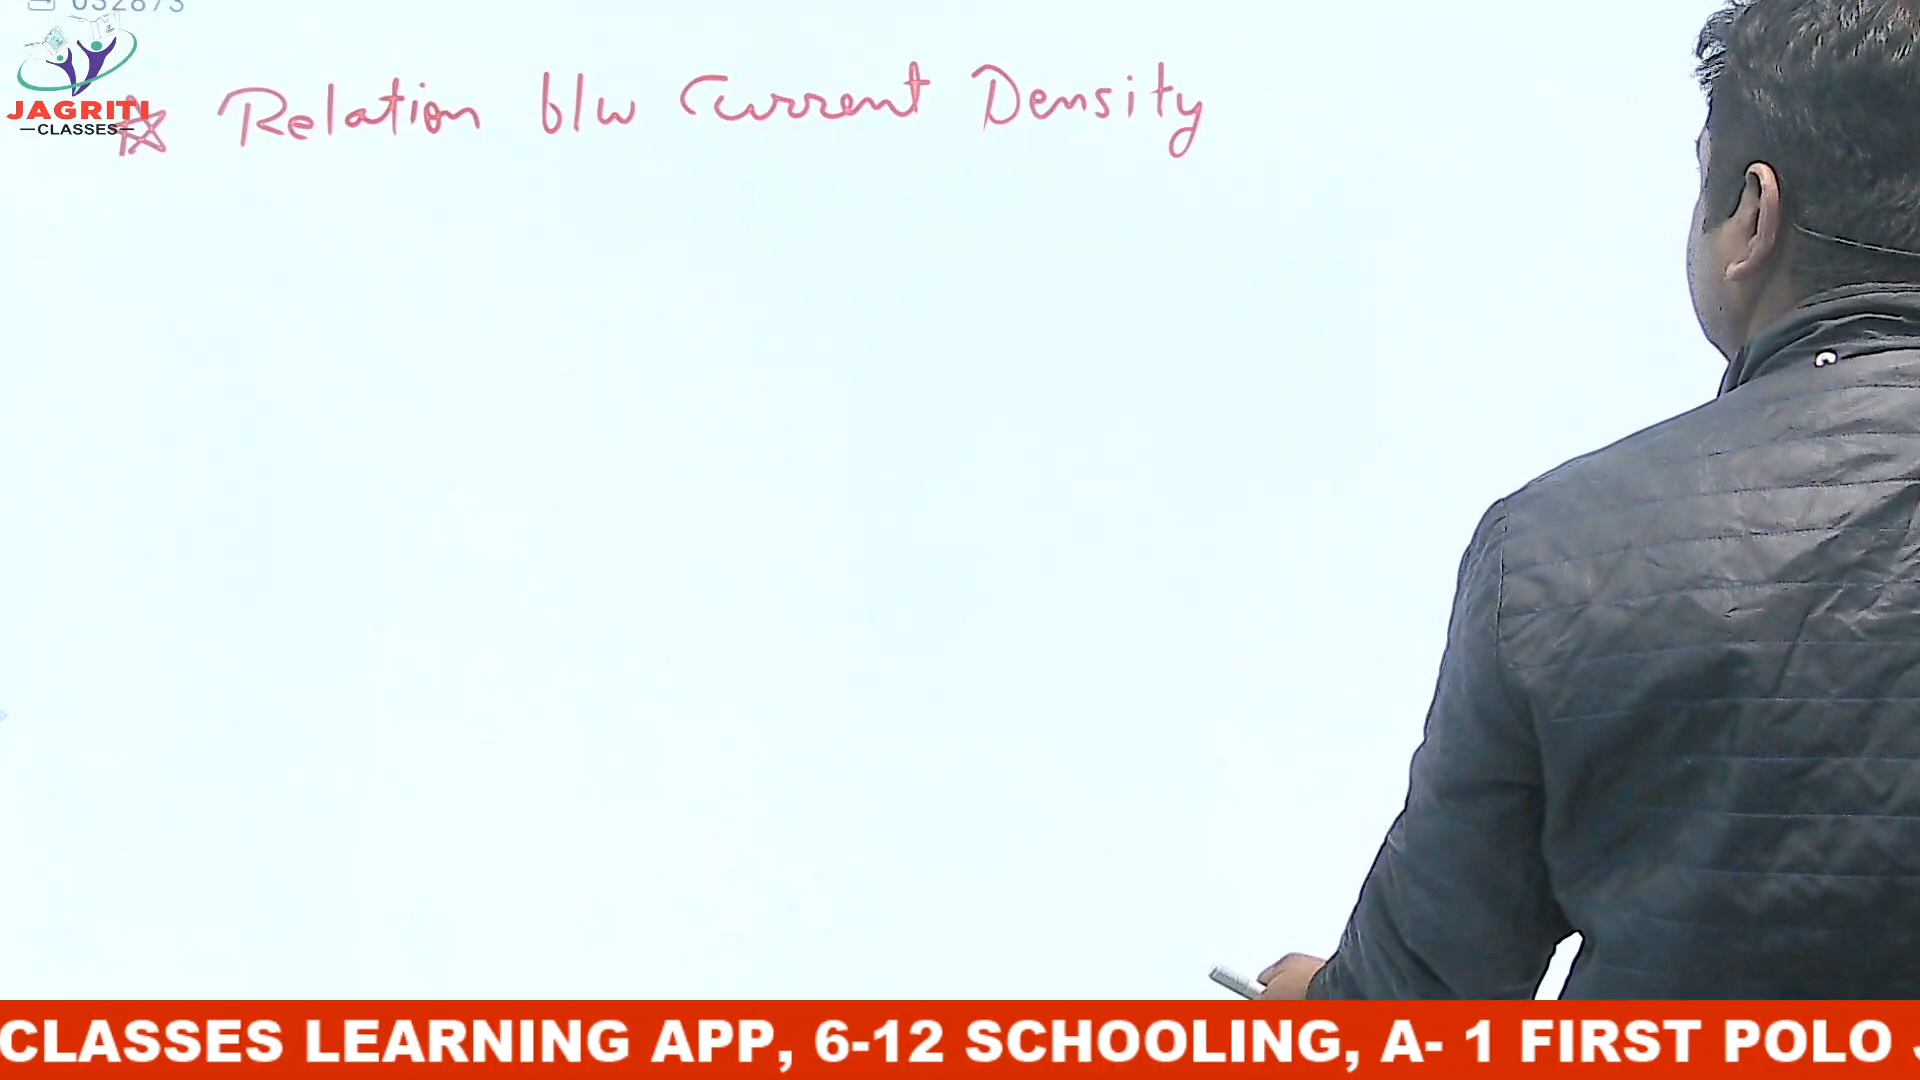 JAGRITI
CLASSES
Relation b/w Current Density
CLASSES LEARNING APP, 6-12 SCHOOLING, A- 1 FIRST POLO